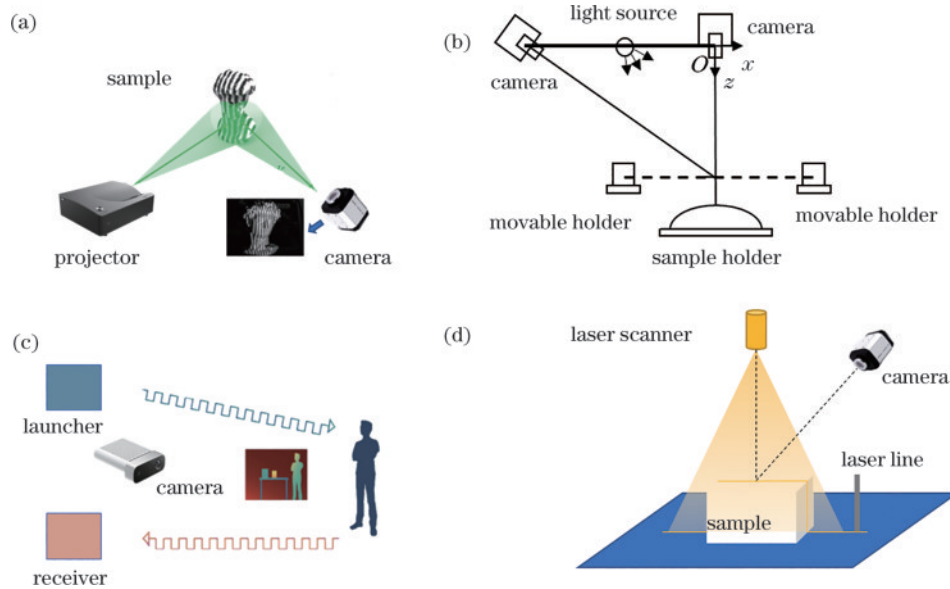 (a)
sample
projector
camera
(b)
light source
camera
camera
O
x
z
movable holder
movable holder
sample holder
(c)
launcher
camera
receiver
(d)
laser scanner
camera
laser line
sample